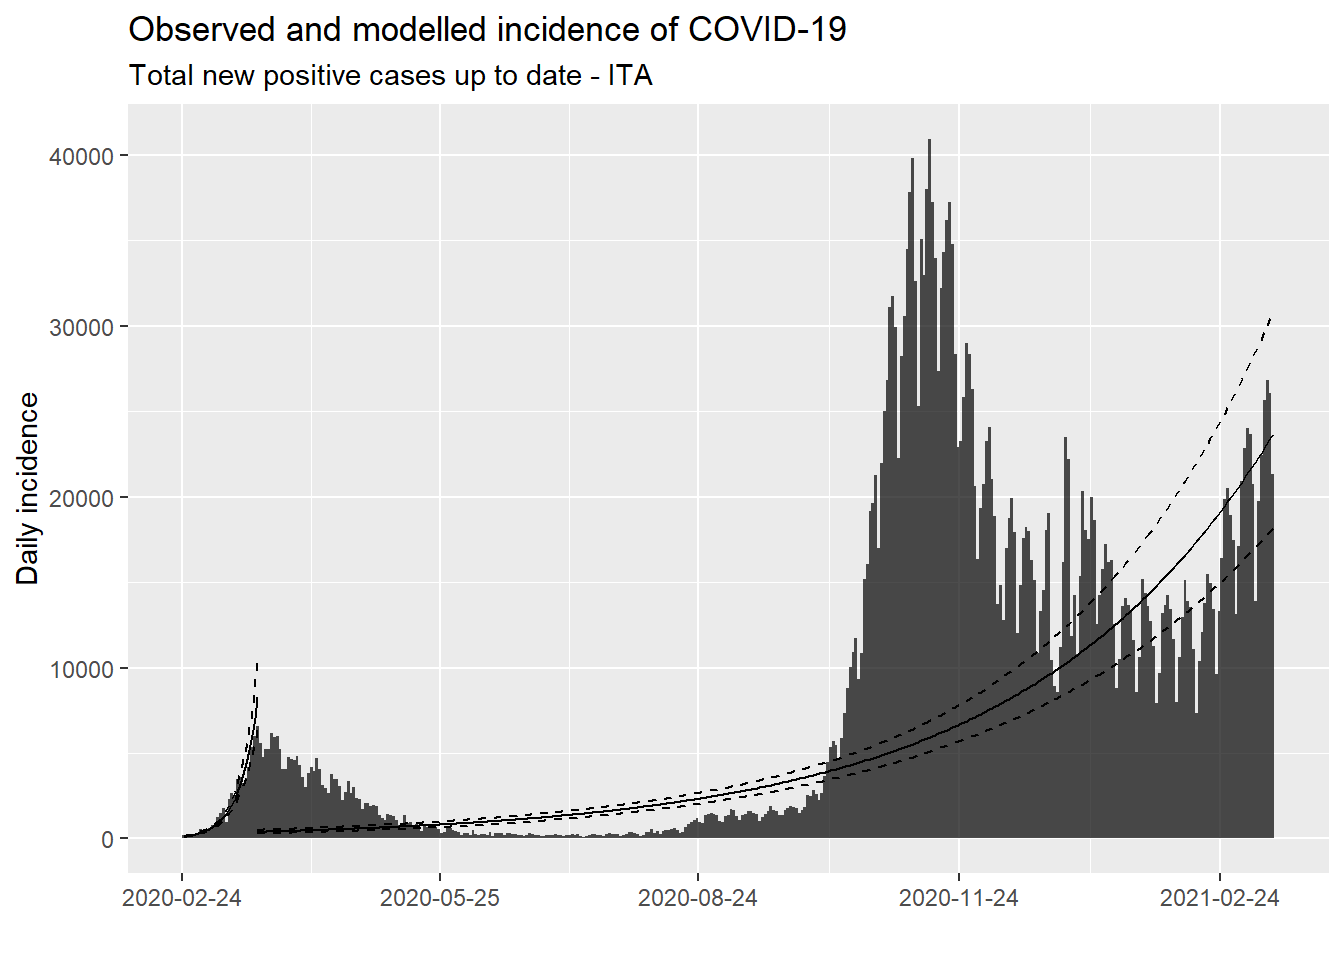 Observed and modelled incidence of COVID-19
Total new positive cases up to date - ITA
Daily incidence
40000
30000
20000
10000
0
2020-02-24 2020-05-25 2020-08-24 2020-11-24 2021-02-24